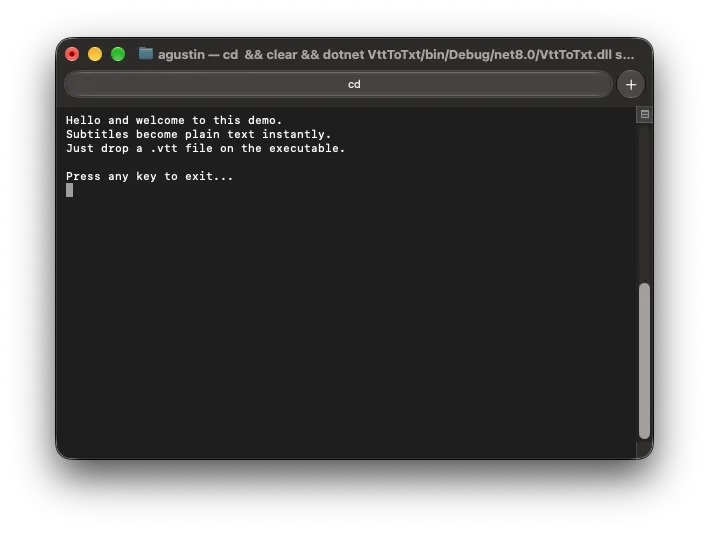 agustin — cd  && clear && dotnet VttToTxt/bin/Debug/net8.0/VttToTxt.dll s...
cd
Hello and welcome to this demo.
Subtitles become plain text instantly.
Just drop a .vtt file on the executable.
Press any key to exit...